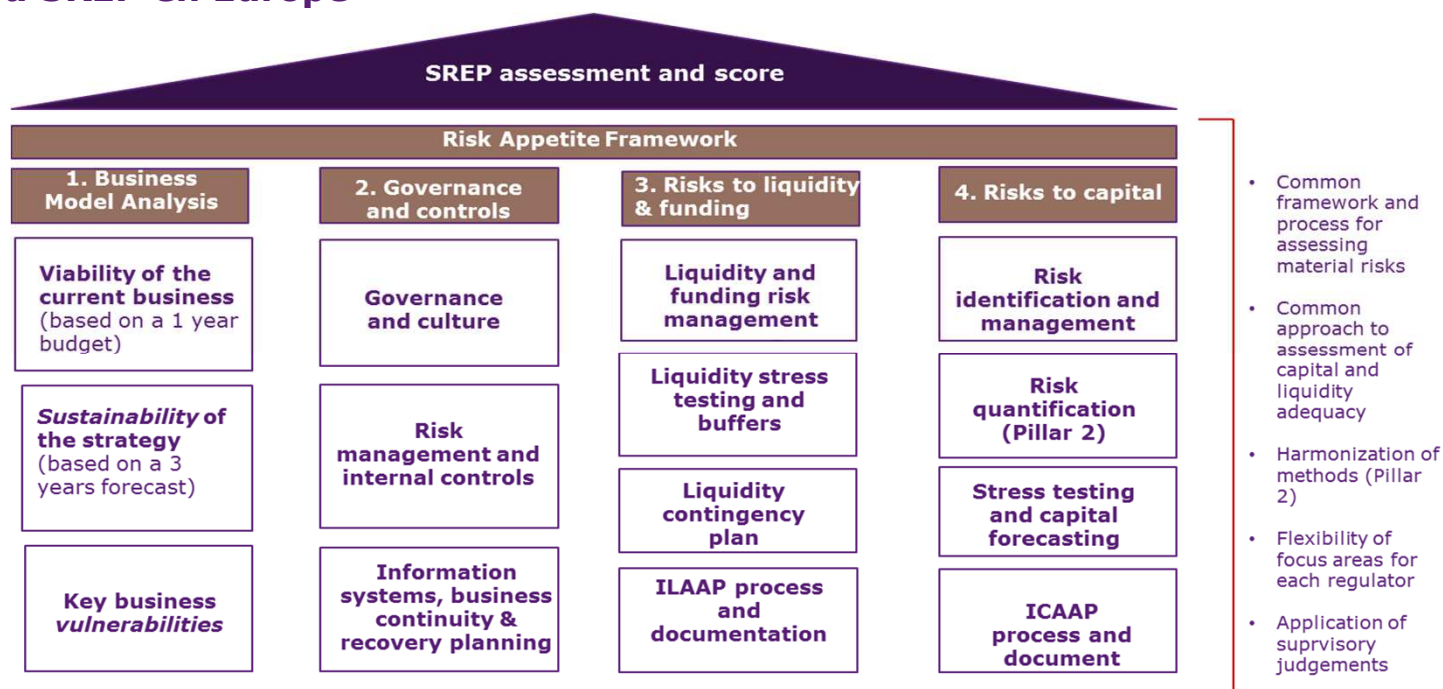 SREP en Europe
SREP assessment and score
Risk Appetite Framework
1. Business
Model Analysis
Viability of the
current business
(based on a 1 year
budget)
Sustainability of
the strategy
(based on a 3
years forecast)
Key business
vulnerabilities
2. Governance
and controls
Governance
and culture
Risk
management and
internal controls
Information
systems, business
continuity &
recovery planning
3. Risks to liquidity
& funding
Liquidity and
funding risk
management
Liquidity stress
testing and
buffers
Liquidity
contingency
plan
ILAAP process
and
documentation
4. Risks to capital
Risk
identification and
management
Risk
quantification
(Pillar 2)
Stress testing
and capital
forecasting
ICAAP
process and
document
• Common
framework and
process for
assessing
material risks
• Common
approach to
assessment of
capital and
liquidity
adequacy
• Harmonization of
methods (Pillar
2)
• Flexibility of
focus areas for
each regulator
• Application of
suprvisory
judgements